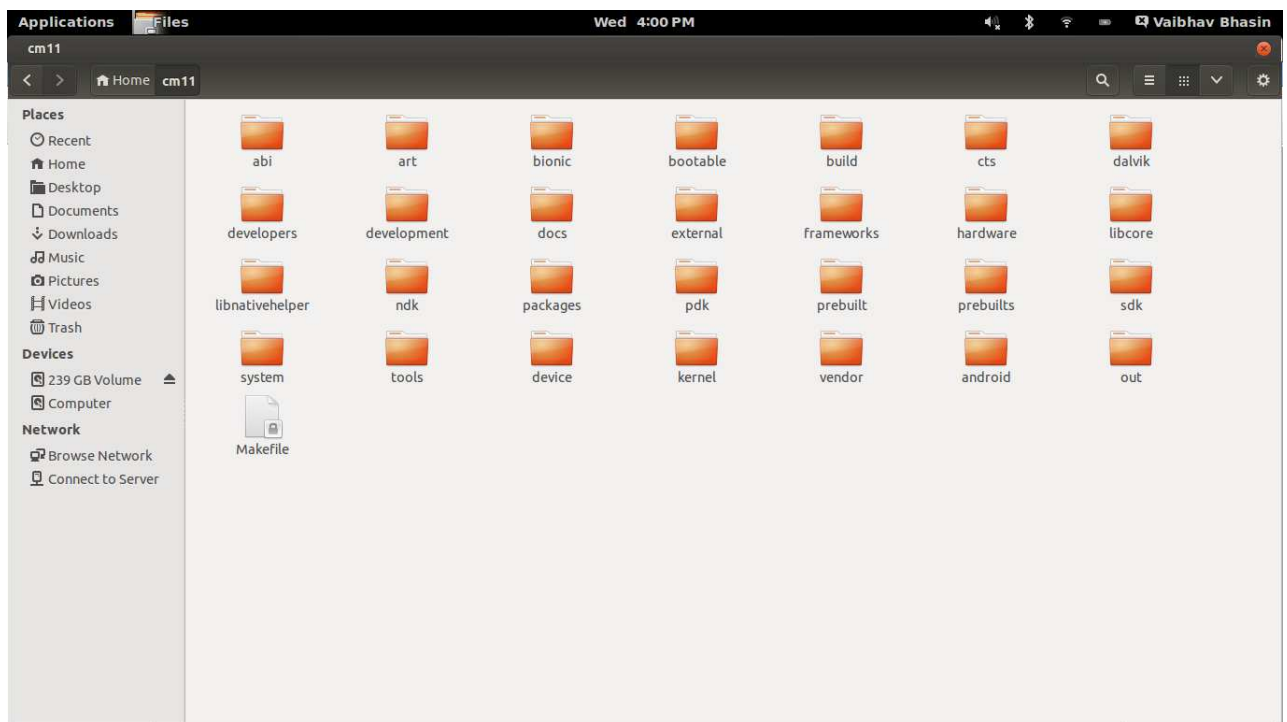 Applications Files Wed 4:00 PM Vaibhav Bhasin
cm11
Home cm11
Places
Recent
Home
Desktop
Documents
Downloads
Music
Pictures
Videos
Trash
Devices
239 GB Volume
Computer
Network
Browse Network
Connect to Server
abi art bionic bootable build cts dalvik
developers development docs external frameworks hardware libcore
libnativehelper ndk packages pdk prebuilt prebuilts sdk
system tools device kernel vendor android out
Makefile